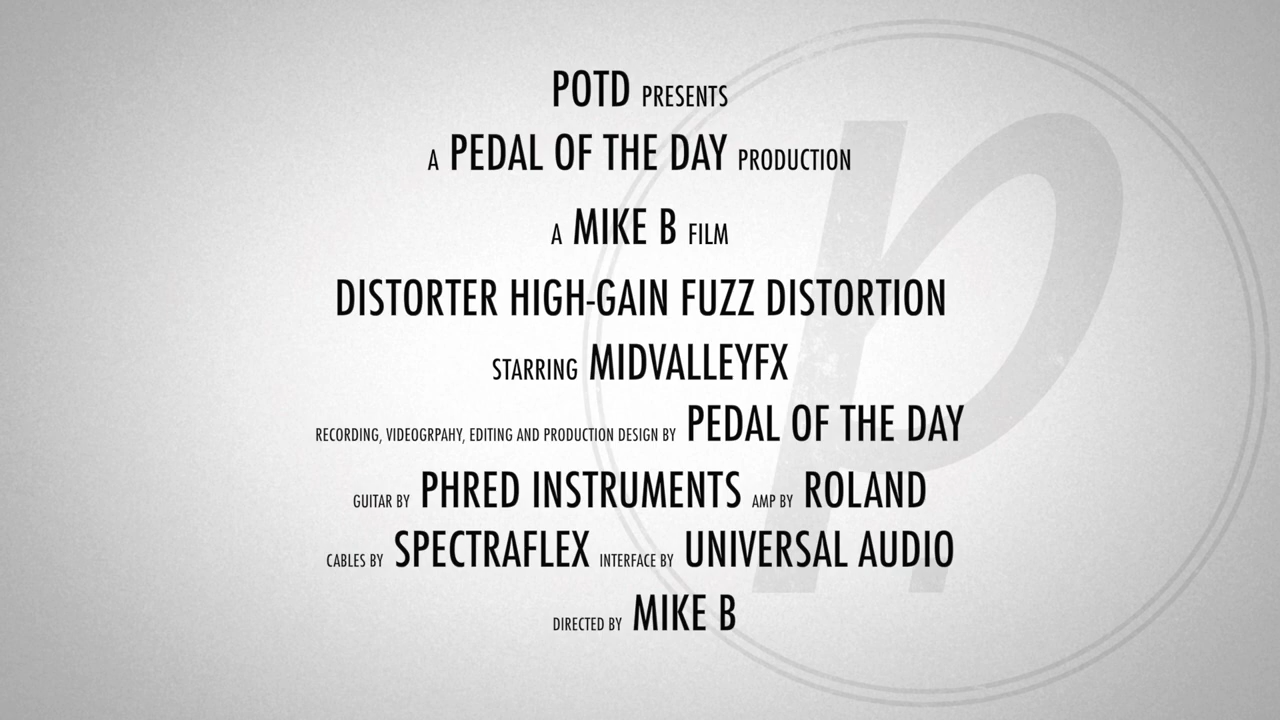 POTD PRESENTS
A PEDAL OF THE DAY PRODUCTION
A MIKE B FILM
DISTORTER HIGH-GAIN FUZZ DISTORTION
STARRING MIDVALLEYFX
RECORDING, VIDEOGRPAHY, EDITING AND PRODUCTION DESIGN BY PEDAL OF THE DAY
GUITAR BY PHRED INSTRUMENTS AMP BY ROLAND
CABLES BY SPECTRAFLEX INTERFACE BY UNIVERSAL AUDIO
DIRECTED BY MIKE B